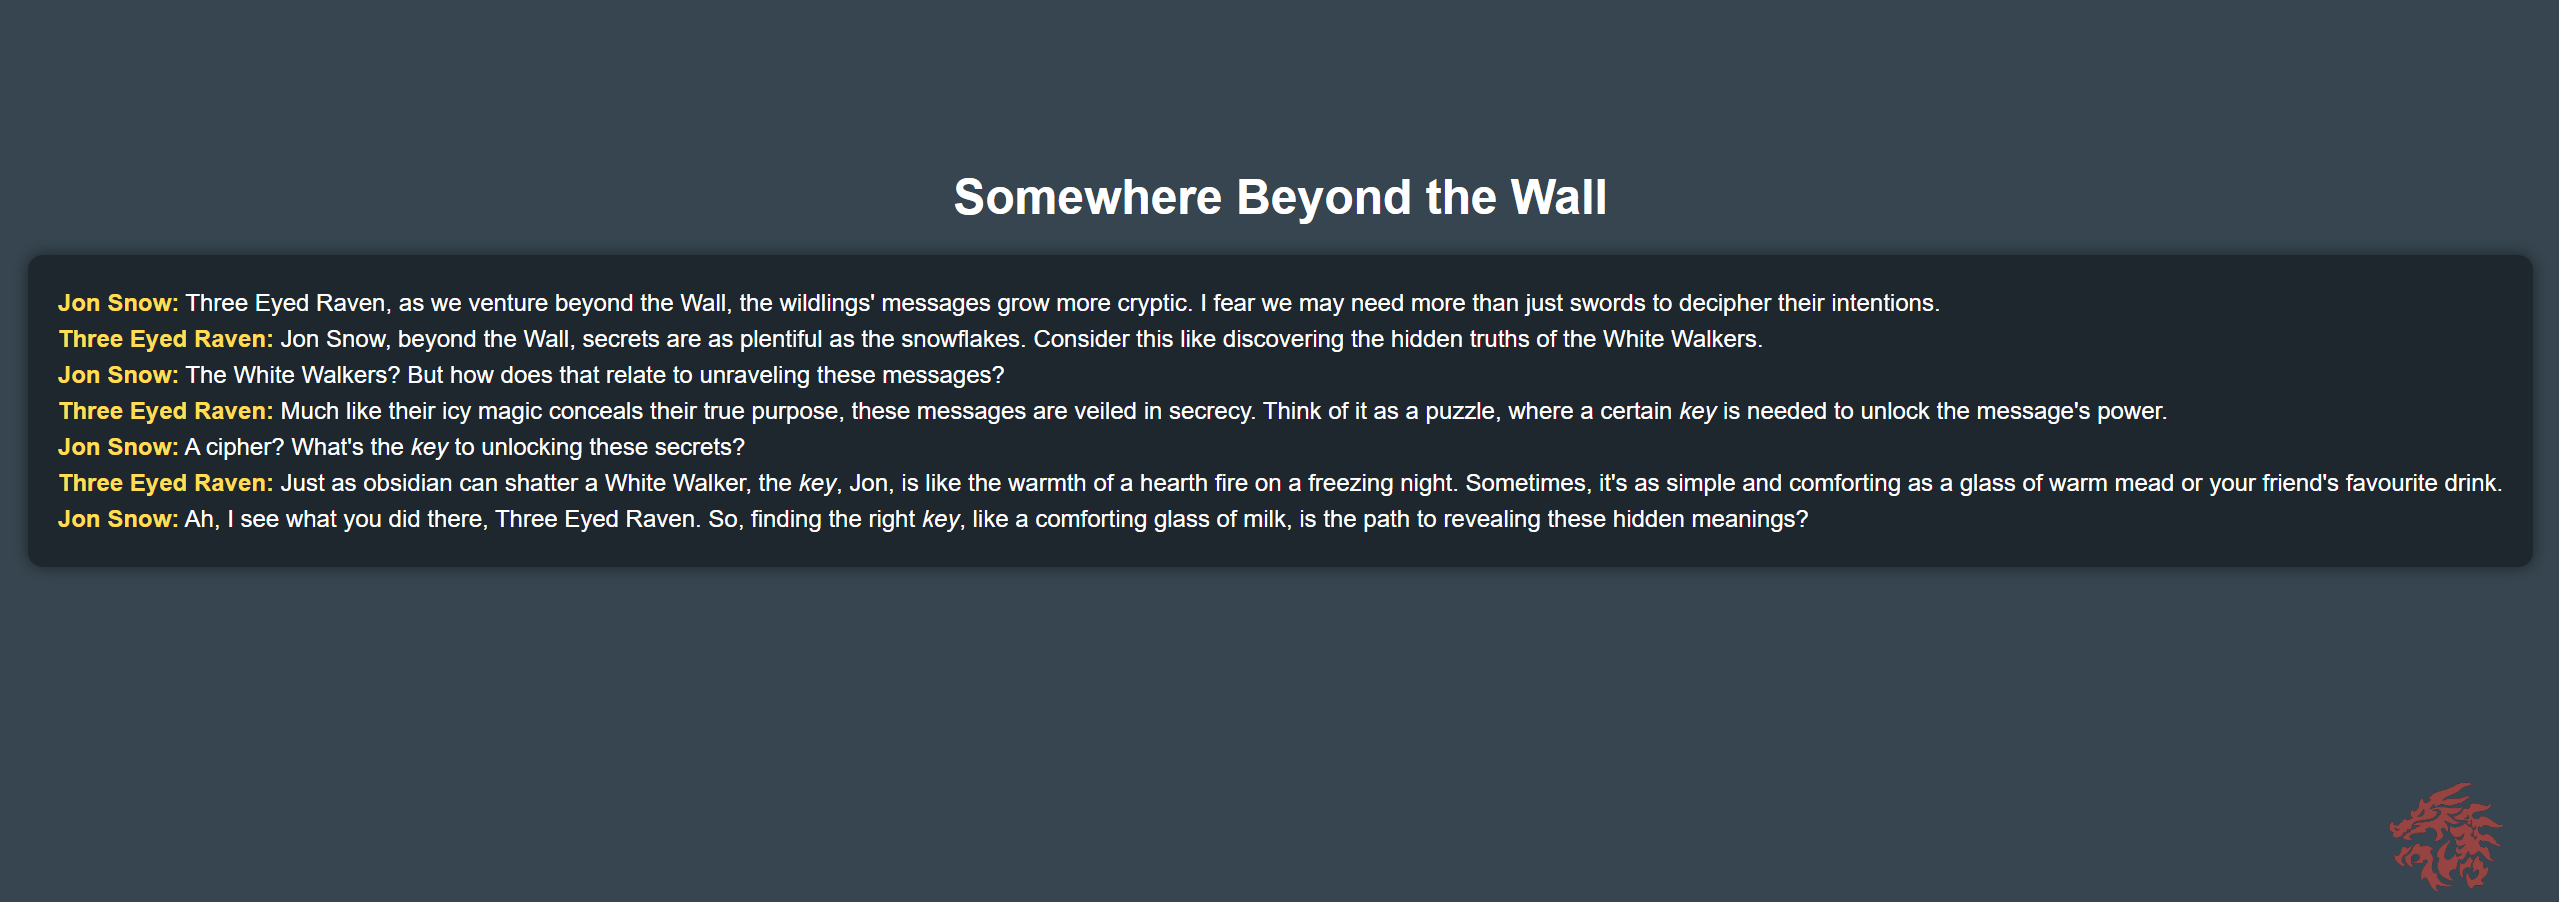 Somewhere Beyond the Wall
Jon Snow: Three Eyed Raven, as we venture beyond the Wall, the wildlings' messages grow more cryptic. I fear we may need more than just swords to decipher their intentions.
Three Eyed Raven: Jon Snow, beyond the Wall, secrets are as plentiful as the snowflakes. Consider this like discovering the hidden truths of the White Walkers.
Jon Snow: The White Walkers? But how does that relate to unraveling these messages?
Three Eyed Raven: Much like their icy magic conceals their true purpose, these messages are veiled in secrecy. Think of it as a puzzle, where a certain key is needed to unlock the message's power.
Jon Snow: A cipher? What's the key to unlocking these secrets?
Three Eyed Raven: Just as obsidian can shatter a White Walker, the key, Jon, is like the warmth of a hearth fire on a freezing night. Sometimes, it's as simple and comforting as a glass of warm mead or your friend's favourite drink.
Jon Snow: Ah, I see what you did there, Three Eyed Raven. So, finding the right key, like a comforting glass of milk, is the path to revealing these hidden meanings?